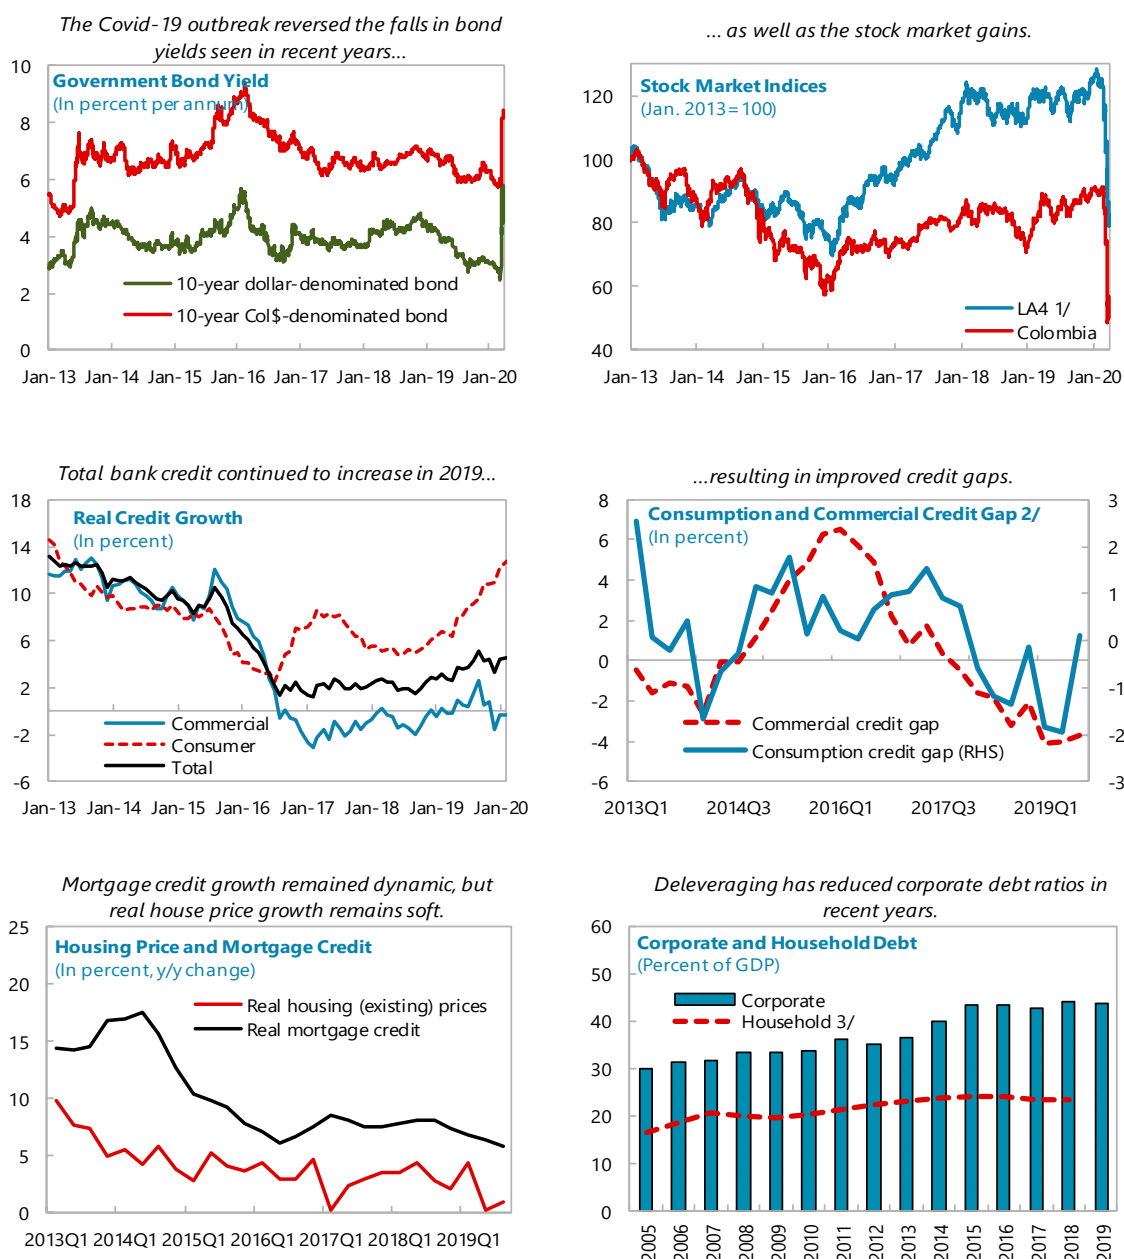 The Covid-19 outbreak reversed the falls in bond
yields seen in recent years...
Government Bond Yield
(In percent per annum)
10
8
6
4
2
0
10-year dollar-denominated bond
10-year Col$-denominated bond
Jan-13 Jan-14 Jan-15 Jan-16 Jan-17 Jan-18 Jan-19 Jan-20
... as well as the stock market gains.
Stock Market Indices
(Jan. 2013=100)
120
100
80
60
40
LA4 1/
Colombia
Jan-13 Jan-14 Jan-15 Jan-16 Jan-17 Jan-18 Jan-19 Jan-20
Total bank credit continued to increase in 2019...
Real Credit Growth
(In percent)
18
14
10
6
2
-2
-6
Commercial
Consumer
Total
Jan-13 Jan-14 Jan-15 Jan-16 Jan-17 Jan-18 Jan-19 Jan-20
...resulting in improved credit gaps.
Consumption and Commercial Credit Gap 2/
(In percent)
8
6
4
2
0
-2
-4
-6
3
2
1
0
-1
-2
-3
Commercial credit gap
Consumption credit gap (RHS)
2013Q1 2014Q3 2016Q1 2017Q3 2019Q1
Mortgage credit growth remained dynamic, but
real house price growth remains soft.
Housing Price and Mortgage Credit
(In percent, y/y change)
25
20
15
10
5
0
Real housing (existing) prices
Real mortgage credit
2013Q1 2014Q1 2015Q1 2016Q1 2017Q1 2018Q1 2019Q1
Deleveraging has reduced corporate debt ratios in
recent years.
Corporate and Household Debt
(Percent of GDP)
60
50
40
30
20
10
0
Corporate
Household 3/
2005 2006 2007 2008 2009 2010 2011 2012 2013 2014 2015 2016 2017 2018 2019